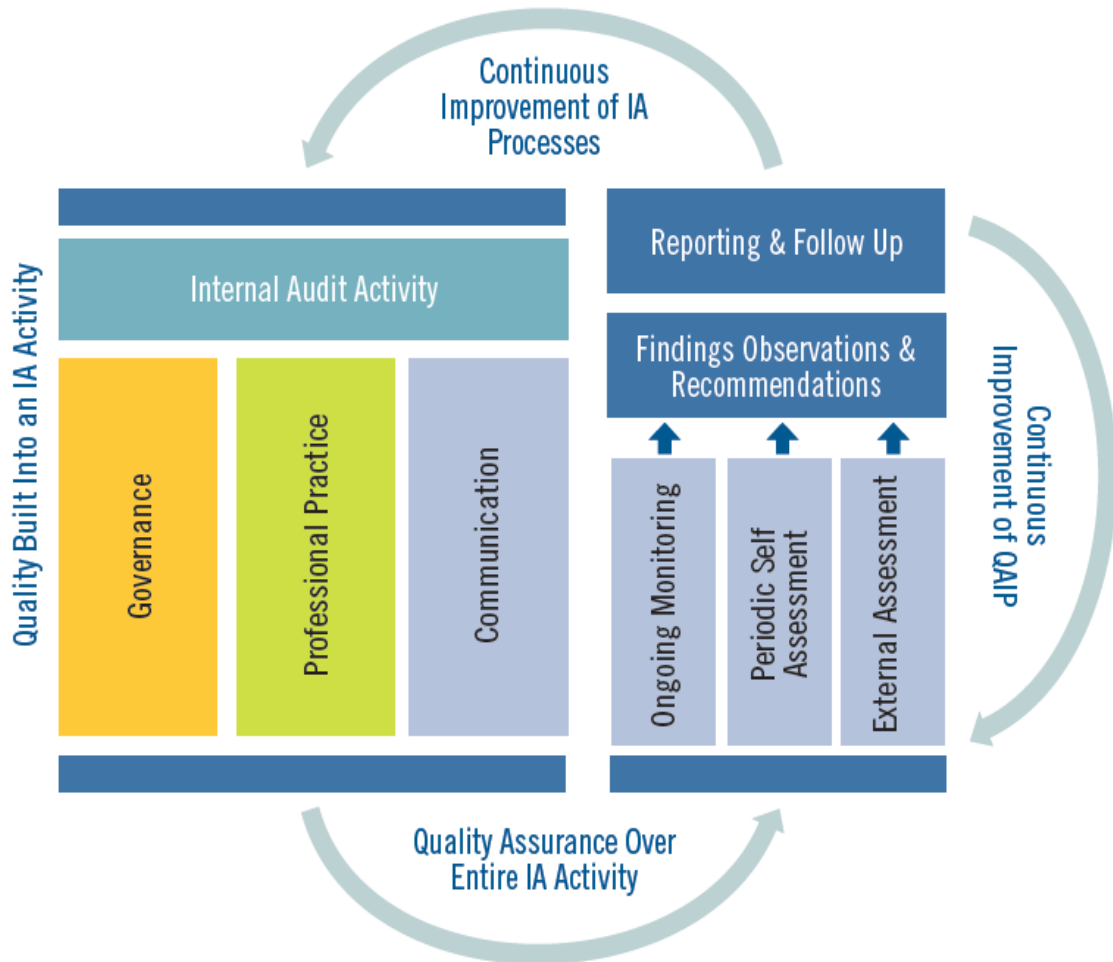 Continuous
Improvement of IA
Processes
Quality Built Into an IA Activity
Internal Audit Activity
Governance
Professional Practice
Communication
Reporting & Follow Up
Findings Observations &
Recommendations
Ongoing Monitoring
Periodic Self
Assessment
External Assessment
Continuous
Improvement of QAIP
Quality Assurance Over
Entire IA Activity